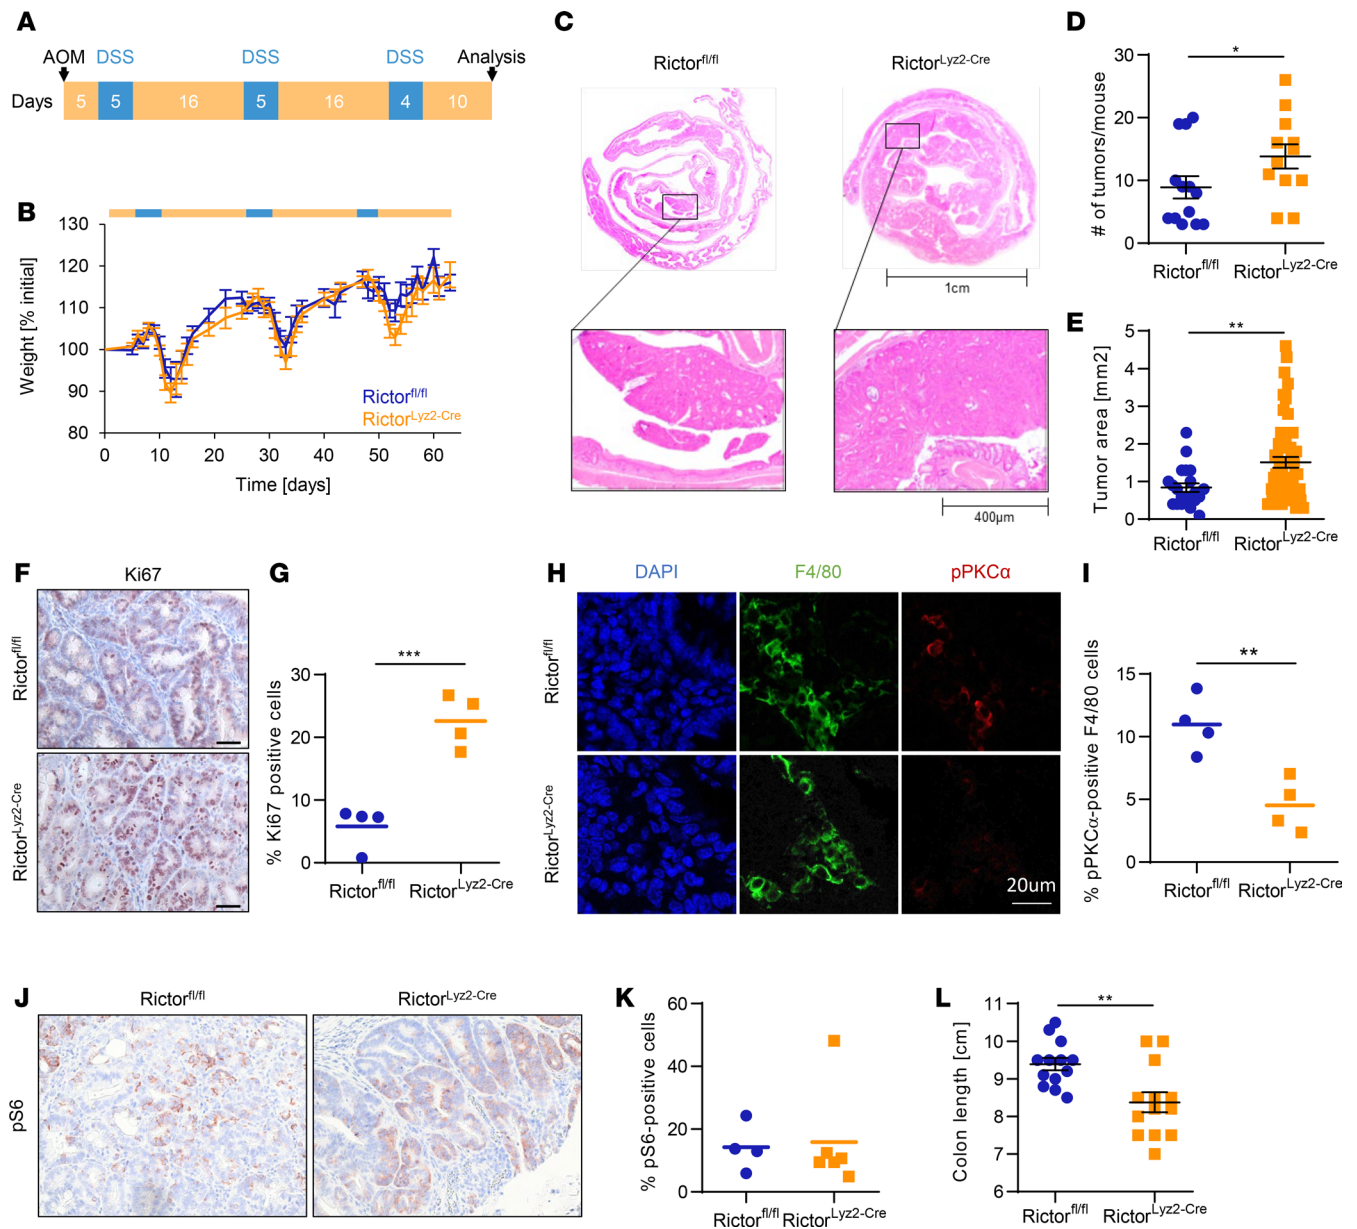 A
AOM DSS DSS DSS Analysis
Days 5 5 16 5 16 4 10
B
130
120
110
100
90
80
Weight [% initial]
Rictorfl/fl
RictorLyz2-Cre
0 10 20 30 40 50 60
Time [days]
C
Rictorfl/fl RictorLyz2-Cre
1cm
400µm
D
30
20
10
0
# of tumors/mouse
*
Rictorfl/fl RictorLyz2-Cre
E
5
4
3
2
1
0
Tumor area [mm2]
**
Rictorfl/fl RictorLyz2-Cre
F
Ki67
Rictorfl/fl
RictorLyz2-Cre
G
30
20
10
0
% Ki67 positive cells
***
Rictorfl/fl RictorLyz2-Cre
H
DAPI F4/80 pPKCα
Rictorfl/fl
RictorLyz2-Cre
20um
I
15
10
5
0
% pPKCα-positive F4/80 cells
**
Rictorfl/fl RictorLyz2-Cre
J
Rictorfl/fl RictorLyz2-Cre
pS6
K
60
40
20
0
% pS6-positive cells
Rictorfl/fl RictorLyz2-Cre
L
11
10
9
8
7
6
Colon length [cm]
**
Rictorfl/fl RictorLyz2-Cre